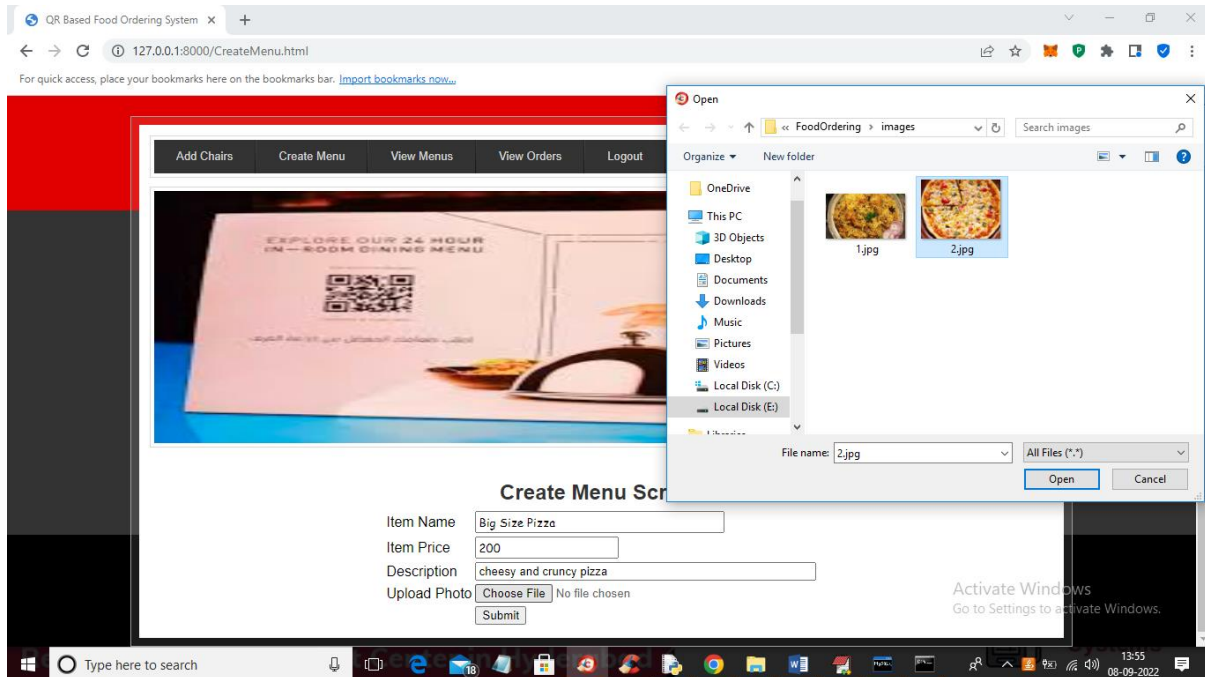 QR Based Food Ordering System
127.0.0.1:8000/CreateMenu.html
For quick access, place your bookmarks here on the bookmarks bar. Import bookmarks now...
Add Chairs Create Menu View Menus View Orders Logout
EXPLORE OUR 24 HOUR
IN-ROOM DINING MENU
Create Menu Scr
Item Name Big Size Pizza
Item Price 200
Description cheesy and cruncy pizza
Upload Photo Choose File No file chosen
Submit
Open
« FoodOrdering > images Search images
Organize New folder
OneDrive
This PC
3D Objects
Desktop
Documents
Downloads
Music
Pictures
Videos
Local Disk (C:)
Local Disk (E:)
Libraries
1.jpg 2.jpg
File name: 2.jpg All Files (*.*)
Open Cancel
Activate Windows
Go to Settings to activate Windows.
Type here to search
18
13:55
08-09-2022